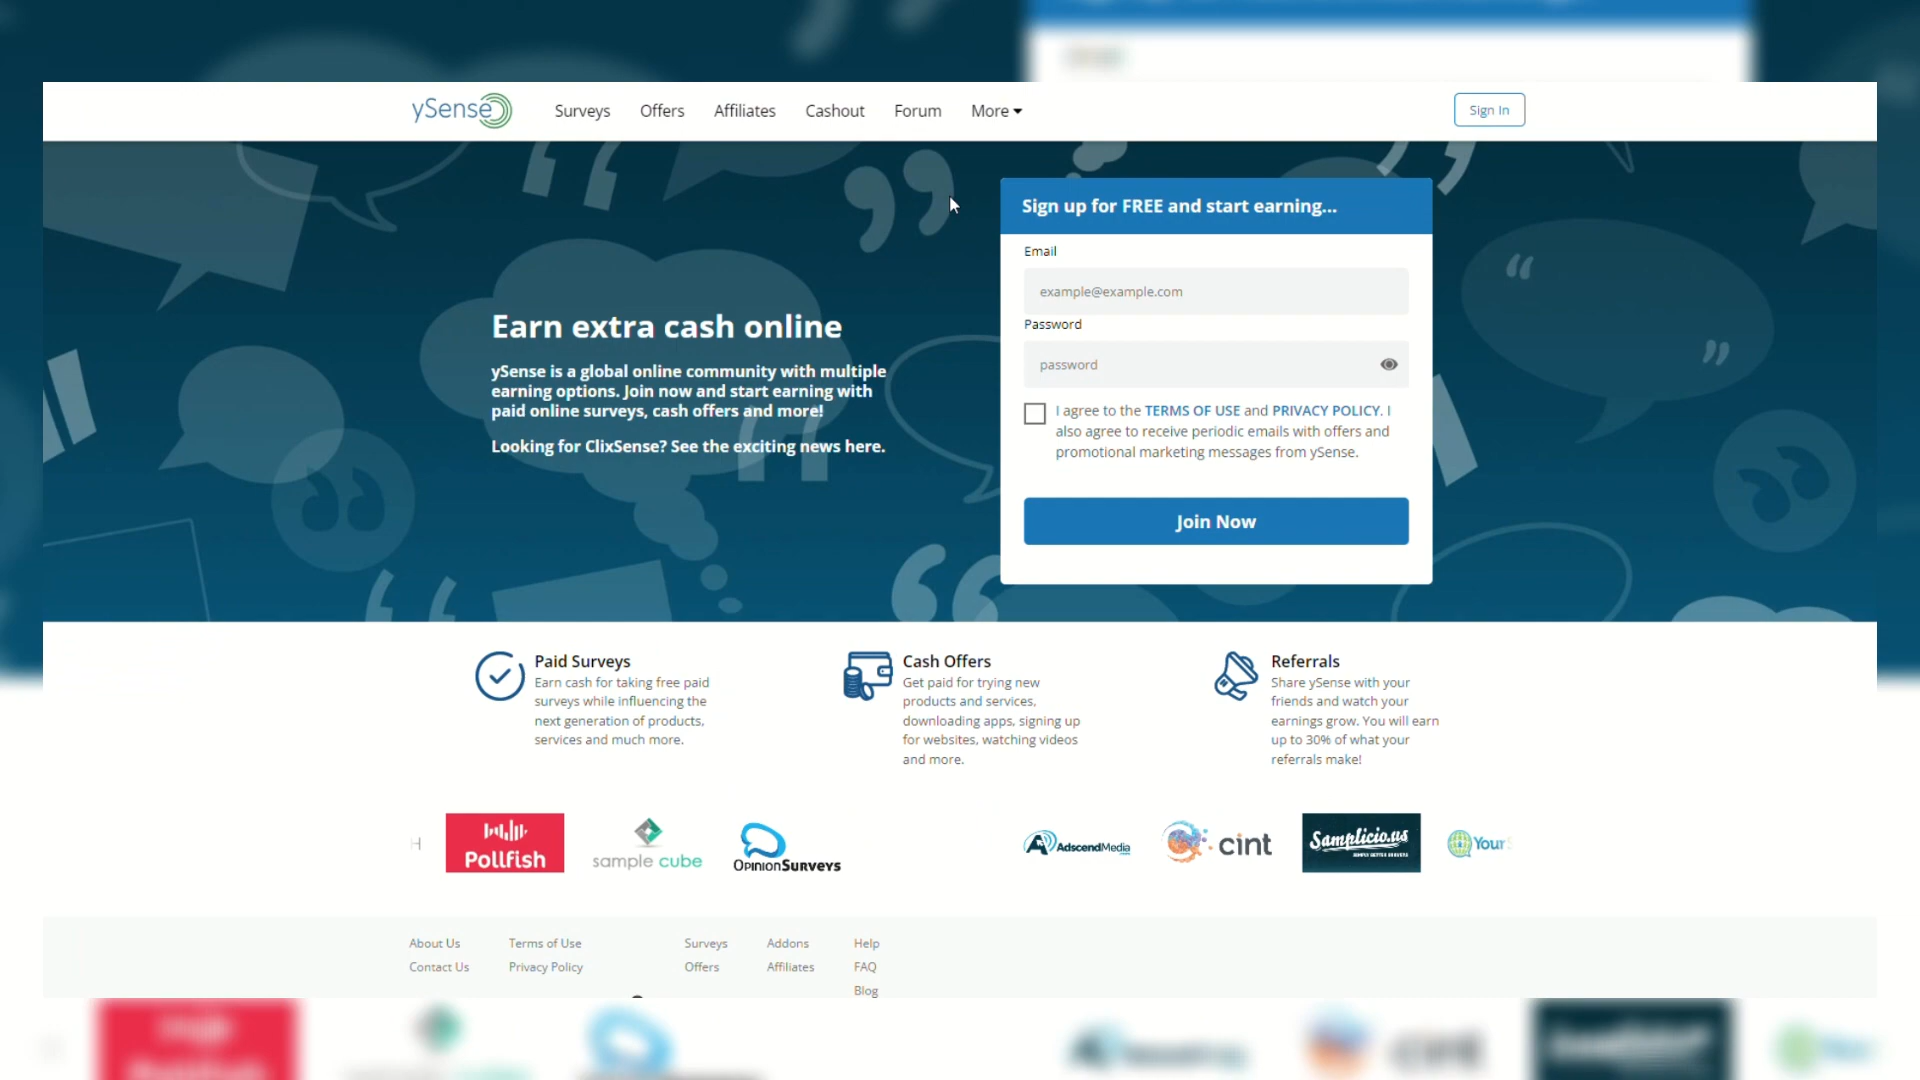 ySense
Surveys
Offers
Affiliates
Cashout
Forum
More
Sign In
Earn extra cash online
ySense is a global online community with multiple
earning options. Join now and start earning with
paid online surveys, cash offers and more!
Looking for ClixSense? See the exciting news here.
Sign up for FREE and start earning...
Email
example@example.com
Password
password
I agree to the TERMS OF USE and PRIVACY POLICY. I
also agree to receive periodic emails with offers and
promotional marketing messages from ySense.
Join Now
Paid Surveys
Earn cash for taking free paid
surveys while influencing the
next generation of products,
services and much more.
Cash Offers
Get paid for trying new
products and services,
downloading apps, signing up
for websites, watching videos
and more.
Referrals
Share ySense with your
friends and watch your
earnings grow. You will earn
up to 30% of what your
referrals make!
Pollfish
sample cube
OpinionSurveys
AdscendMedia
cint
Samplicio.us
Your
About Us
Contact Us
Terms of Use
Privacy Policy
Surveys
Offers
Addons
Affiliates
Help
FAQ
Blog